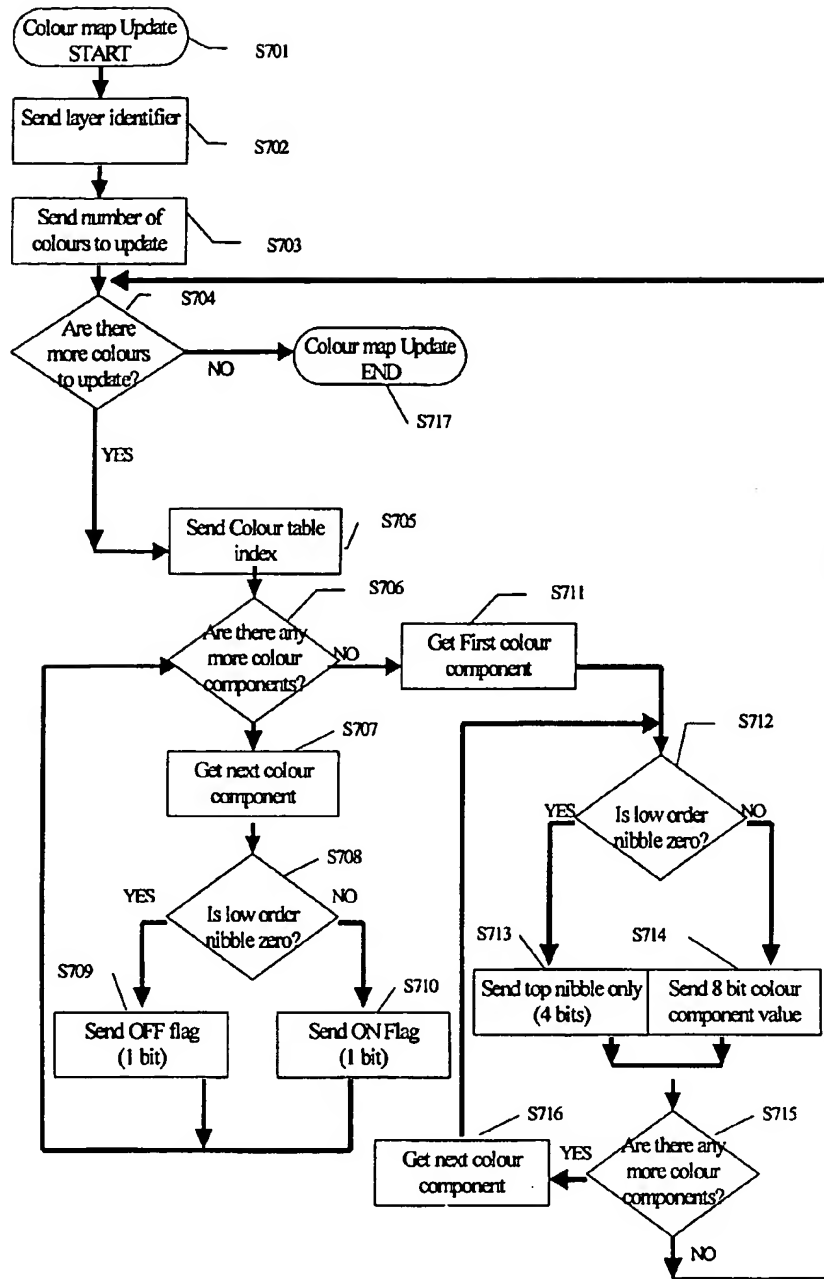 Colour map Update
START
S701
Send layer identifier
S702
Send number of
colours to update
S703
S704
Are there
more colours
to update?
NO
Colour map Update
END
S717
YES
Send Colour table
index
S705
S706
Are there any
more colour
components?
NO
S711
Get First colour
component
S707
Get next colour
component
S712
YES
Is low order
nibble zero?
NO
S708
YES
NO
Is low order
nibble zero?
S713
S714
Send top nibble only
(4 bits)
Send 8 bit colour
component value
S709
S710
Send OFF flag
(1 bit)
Send ON Flag
(1 bit)
S716
S715
Get next colour
component
YES
Are there any
more colour
components?
NO